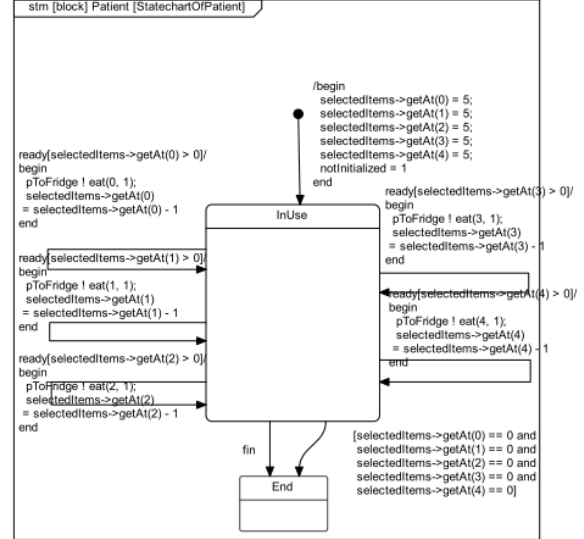 stm [block] Patient [StatechartOfPatient]
/begin
selectedItems->getAt(0) = 5;
selectedItems->getAt(1) = 5;
selectedItems->getAt(2) = 5;
selectedItems->getAt(3) = 5;
selectedItems->getAt(4) = 5;
notInitialized = 1
end
ready[selectedItems->getAt(0) > 0]/
begin
pToFridge ! eat(0, 1);
selectedItems->getAt(0)
= selectedItems->getAt(0) - 1
end
ready[selectedItems->getAt(3) > 0]/
begin
pToFridge ! eat(3, 1);
selectedItems->getAt(3)
= selectedItems->getAt(3) - 1
end
InUse
ready[selectedItems->getAt(1) > 0]/
begin
pToFridge ! eat(1, 1);
selectedItems->getAt(1)
= selectedItems->getAt(1) - 1
end
ready[selectedItems->getAt(4) > 0]/
begin
pToFridge ! eat(4, 1);
selectedItems->getAt(4)
= selectedItems->getAt(4) - 1
end
ready[selectedItems->getAt(2) > 0]/
begin
pToFridge ! eat(2, 1);
selectedItems->getAt(2)
= selectedItems->getAt(2) - 1
end
fin
[selectedItems->getAt(0) == 0 and
selectedItems->getAt(1) == 0 and
selectedItems->getAt(2) == 0 and
selectedItems->getAt(3) == 0 and
selectedItems->getAt(4) == 0]
End